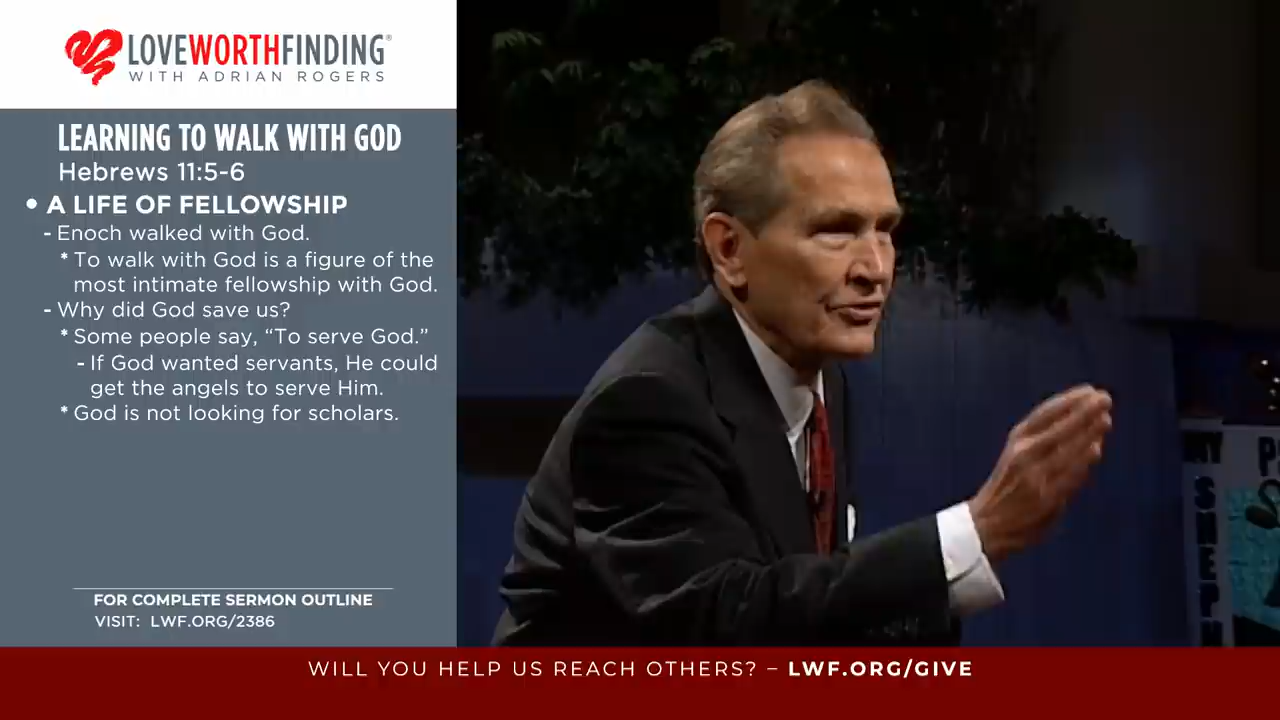 LOVEWORTHFINDING®
WITH ADRIAN ROGERS
LEARNING TO WALK WITH GOD
Hebrews 11:5-6
• A LIFE OF FELLOWSHIP
- Enoch walked with God.
* To walk with God is a figure of the
most intimate fellowship with God.
- Why did God save us?
* Some people say, “To serve God.”
- If God wanted servants, He could
get the angels to serve Him.
* God is not looking for scholars.
FOR COMPLETE SERMON OUTLINE
VISIT: LWF.ORG/2386
WILL YOU HELP US REACH OTHERS? – LWF.ORG/GIVE